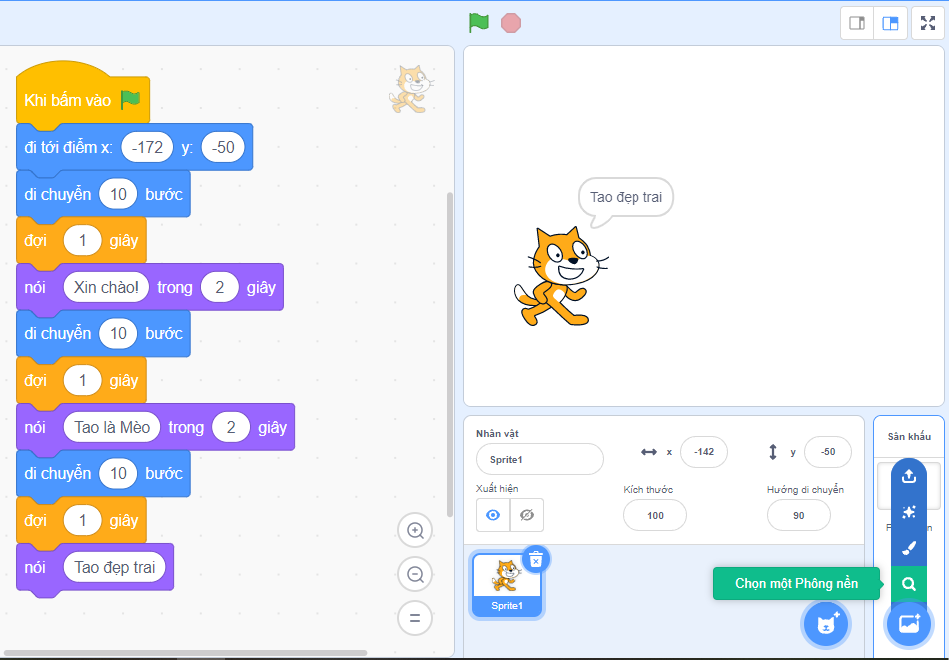 Khi bấm vào
đi tới điểm x: -172 y: -50
di chuyển 10 bước
đợi 1 giây
nói Xin chào! trong 2 giây
di chuyển 10 bước
đợi 1 giây
nói Tao là Mèo trong 2 giây
di chuyển 10 bước
đợi 1 giây
nói Tao đẹp trai
Tao đẹp trai
Nhân vật
Sprite1 x -142 y -50
Xuất hiện Kích thước Hướng di chuyển
100 90
Sprite1
Sân khấu
Chọn một Phông nền